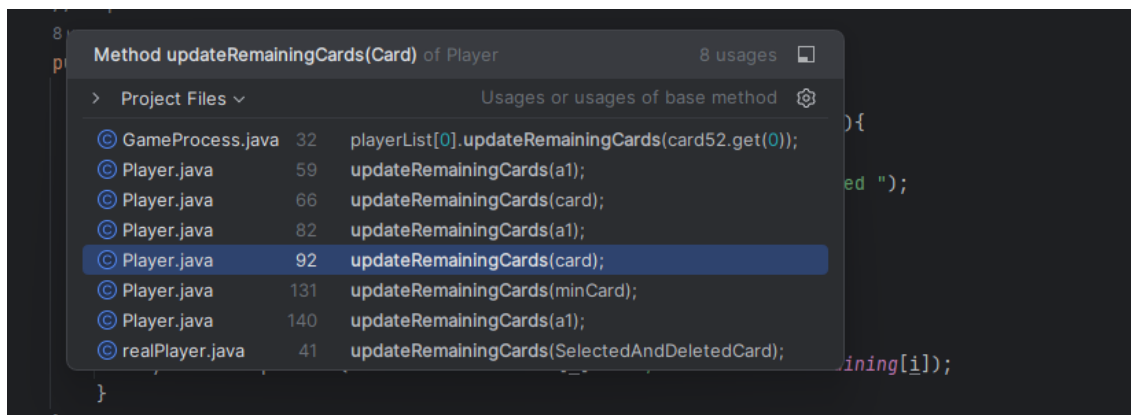 8
Method updateRemainingCards(Card) of Player 8 usages
pu
Project Files Usages or usages of base method
){
GameProcess.java 32 playerList[0].updateRemainingCards(card52.get(0));
Player.java 59 updateRemainingCards(a1);
ed ");
Player.java 66 updateRemainingCards(card);
Player.java 82 updateRemainingCards(a1);
Player.java 92 updateRemainingCards(card);
Player.java 131 updateRemainingCards(minCard);
Player.java 140 updateRemainingCards(a1);
realPlayer.java 41 updateRemainingCards(SelectedAndDeletedCard);
ining[i]);
}